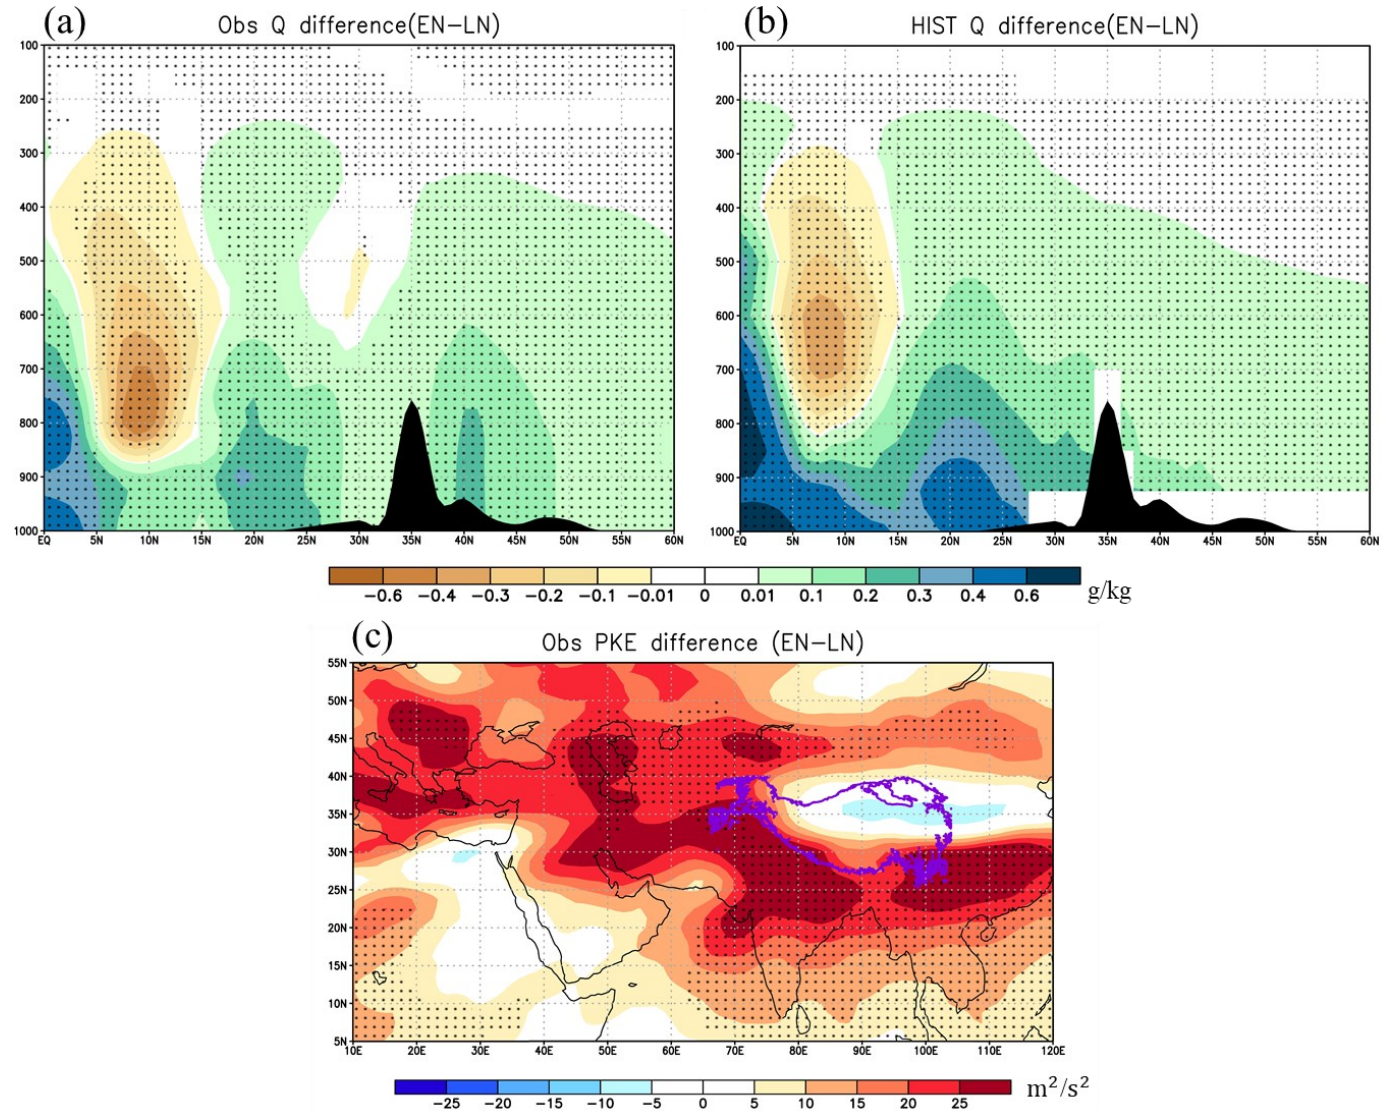 (a) Obs Q difference(EN−LN)
(b) HIST Q difference(EN−LN)
100
200
300
400
500
600
700
800
900
1000
EQ 5N 10N 15N 20N 25N 30N 35N 40N 45N 50N 55N 60N
100
200
300
400
500
600
700
800
900
1000
EQ 5N 10N 15N 20N 25N 30N 35N 40N 45N 50N 55N 60N
−0.6 −0.4 −0.3 −0.2 −0.1 −0.01 0 0.01 0.1 0.2 0.3 0.4 0.6 g/kg
(c) Obs PKE difference (EN−LN)
55N
50N
45N
40N
35N
30N
25N
20N
15N
10N
5N
10E 20E 30E 40E 50E 60E 70E 80E 90E 100E 110E 120E
−25 −20 −15 −10 −5 0 5 10 15 20 25 m²/s²